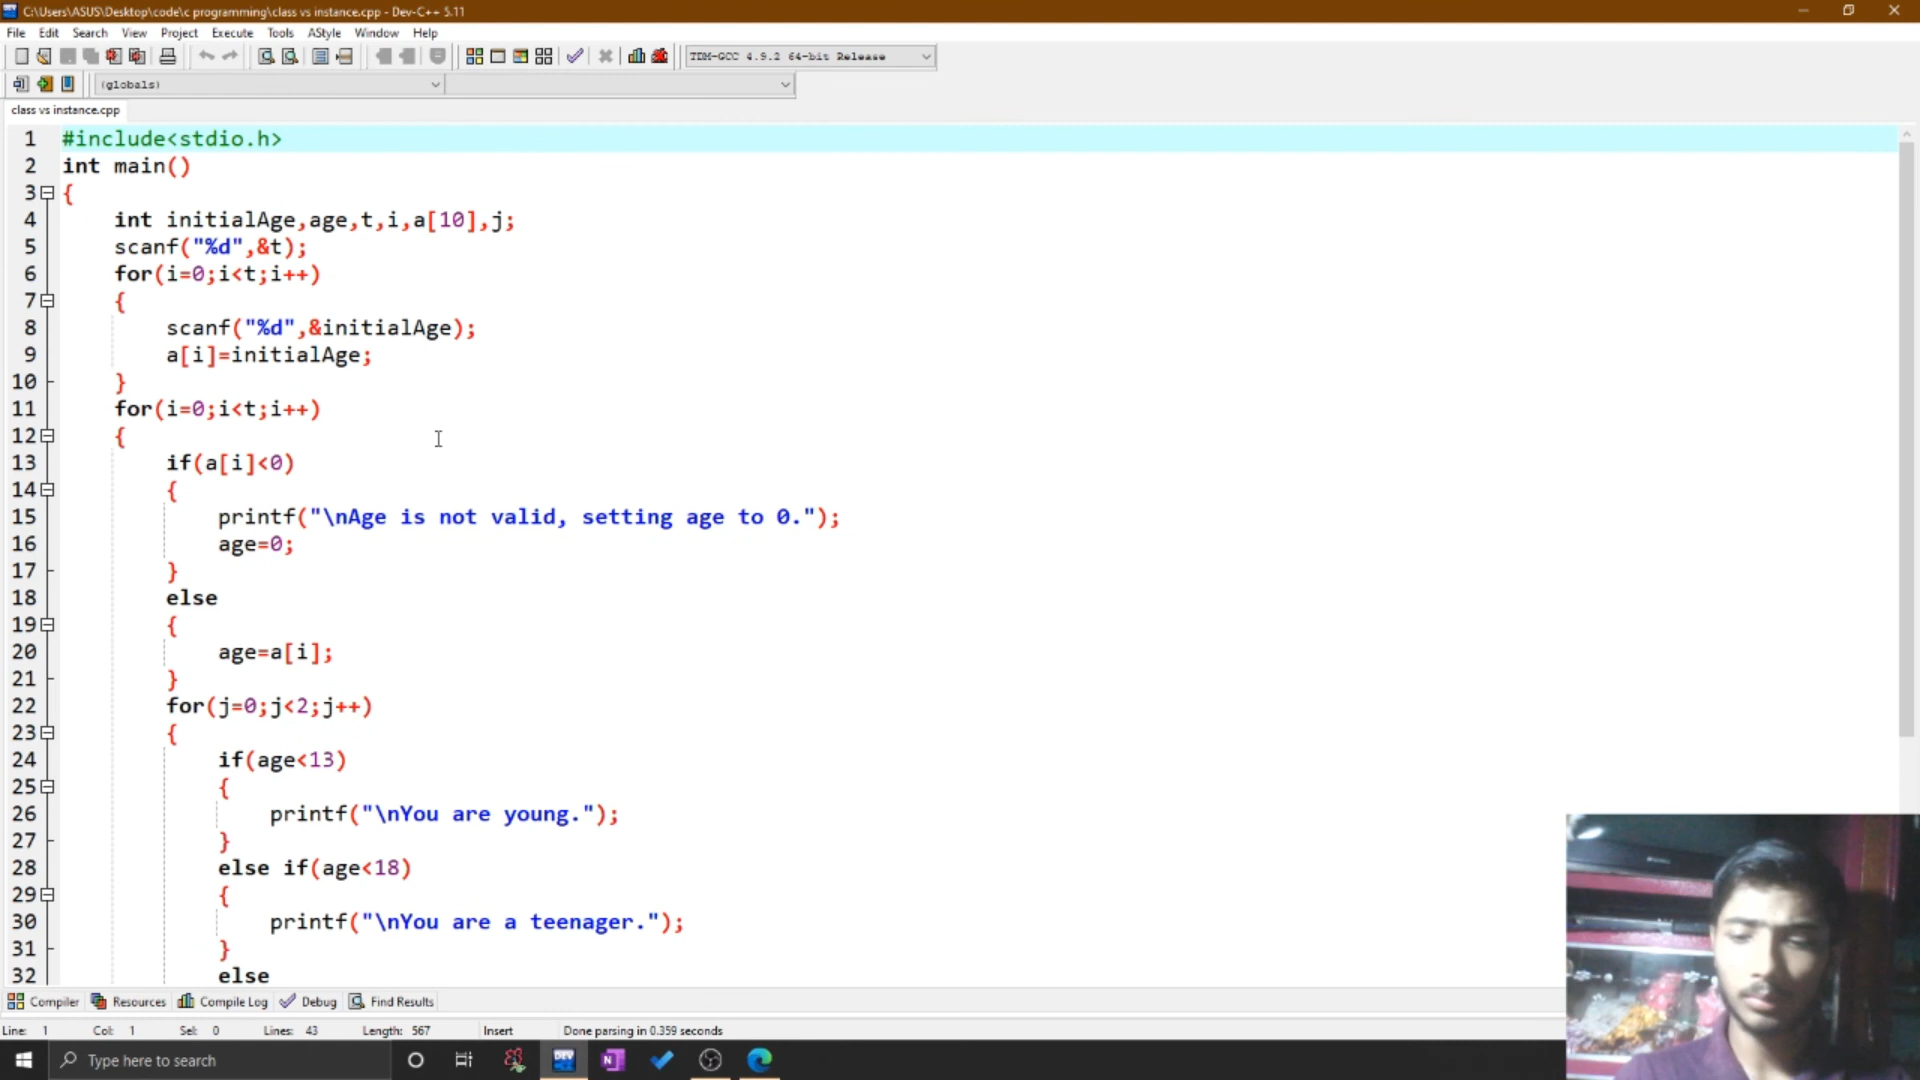 C:\Users\ASUS\Desktop\code\c programming\class vs instance.cpp - Dev-C++ 5.11
File Edit Search View Project Execute Tools AStyle Window Help
TDM-GCC 4.9.2 64-bit Release
(globals)
class vs instance.cpp
1 #include<stdio.h>
2 int main()
3 {
4 int initialAge,age,t,i,a[10],j;
5 scanf("%d",&t);
6 for(i=0;i<t;i++)
7 {
8 scanf("%d",&initialAge);
9 a[i]=initialAge;
10 }
11 for(i=0;i<t;i++)
12 {
13 if(a[i]<0)
14 {
15 printf("\nAge is not valid, setting age to 0.");
16 age=0;
17 }
18 else
19 {
20 age=a[i];
21 }
22 for(j=0;j<2;j++)
23 {
24 if(age<13)
25 {
26 printf("\nYou are young.");
27 }
28 else if(age<18)
29 {
30 printf("\nYou are a teenager.");
31 }
32 else
Compiler Resources Compile Log Debug Find Results
Line: 1 Col: 1 Sel: 0 Lines: 43 Length: 567 Insert Done parsing in 0.359 seconds
Type here to search
DEV
N